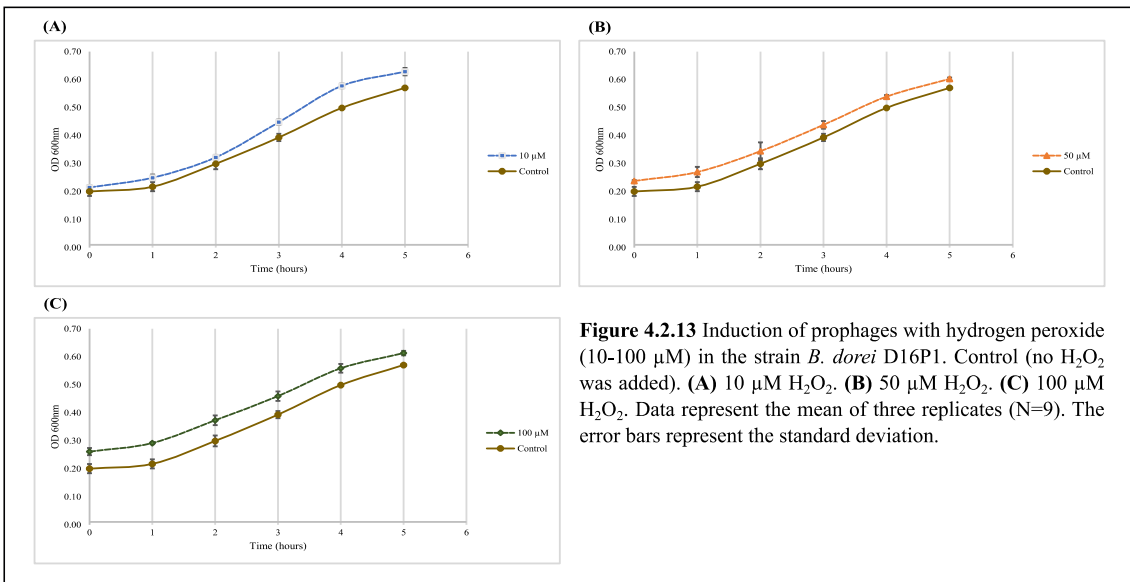 (A)
0.70
0.60
0.50
0.40
0.30
0.20
0.10
0.00
OD 600nm
0 1 2 3 4 5 6
Time (hours)
10 µM
Control
(B)
0.70
0.60
0.50
0.40
0.30
0.20
0.10
0.00
OD 600nm
0 1 2 3 4 5 6
Time (hours)
50 µM
Control
(C)
0.70
0.60
0.50
0.40
0.30
0.20
0.10
0.00
OD 600nm
0 1 2 3 4 5 6
Time (hours)
100 µM
Control
Figure 4.2.13 Induction of prophages with hydrogen peroxide
(10-100 µM) in the strain B. dorei D16P1. Control (no H₂O₂
was added). (A) 10 µM H₂O₂. (B) 50 µM H₂O₂. (C) 100 µM
H₂O₂. Data represent the mean of three replicates (N=9). The
error bars represent the standard deviation.